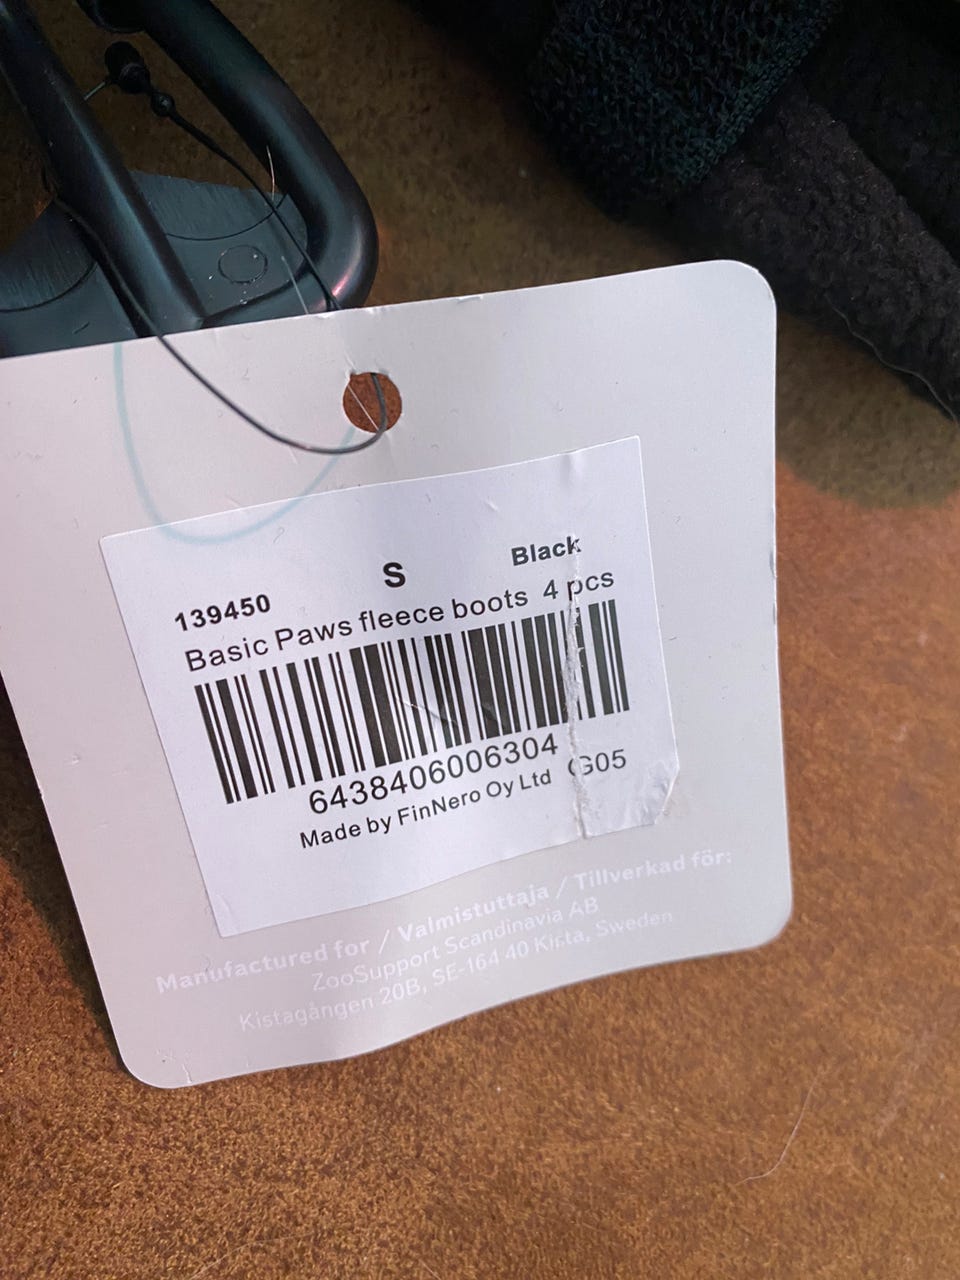 139450 S Black
Basic Paws fleece boots 4 pcs
6438406006304
Made by FinNero Oy Ltd G05
Manufactured for / Valmistuttaja / Tillverkad för:
ZooSupport Scandinavia AB
Kistagången 20B, SE-164 40 Kista, Sweden